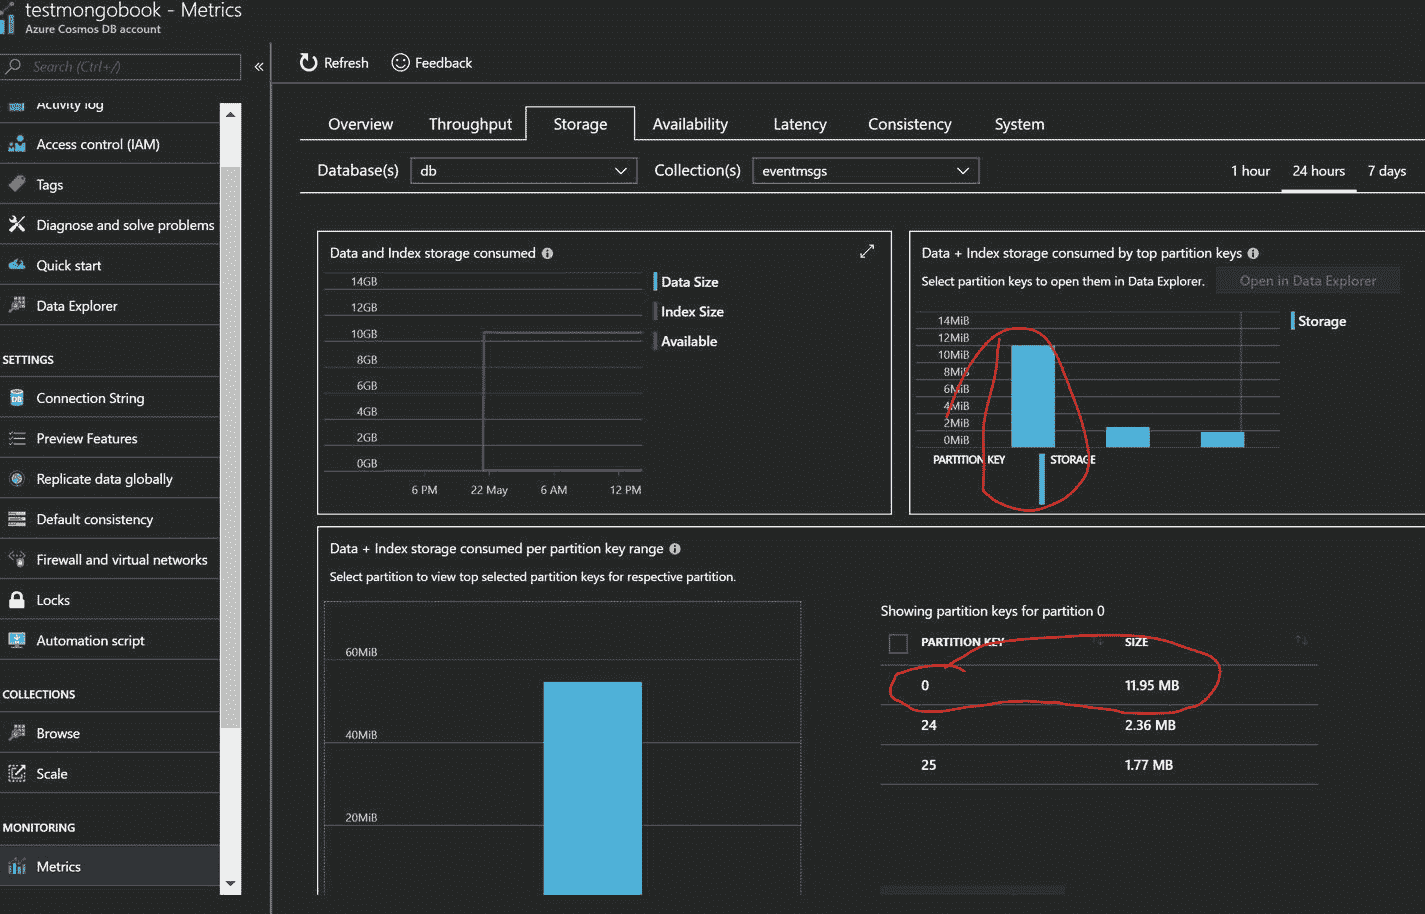 testmongobook - Metrics
Azure Cosmos DB account
Search (Ctrl+/)
«
Refresh
Feedback
Activity log
Access control (IAM)
Tags
Diagnose and solve problems
Quick start
Data Explorer
SETTINGS
Connection String
Preview Features
Replicate data globally
Default consistency
Firewall and virtual networks
Locks
Automation script
COLLECTIONS
Browse
Scale
MONITORING
Metrics
Overview Throughput Storage Availability Latency Consistency System
Database(s) db Collection(s) eventmsgs 1 hour 24 hours 7 days
Data and Index storage consumed
14GB
12GB
10GB
8GB
6GB
4GB
2GB
0GB
6 PM 22 May 6 AM 12 PM
Data Size
Index Size
Available
Data + Index storage consumed by top partition keys
Select partition keys to open them in Data Explorer. Open in Data Explorer
14MiB
12MiB
10MiB
8MiB
6MiB
4MiB
2MiB
0MiB
PARTITION KEY STORAGE
Storage
Data + Index storage consumed per partition key range
Select partition to view top selected partition keys for respective partition.
60MiB
40MiB
20MiB
Showing partition keys for partition 0
PARTITION KEY SIZE
0 11.95 MB
24 2.36 MB
25 1.77 MB